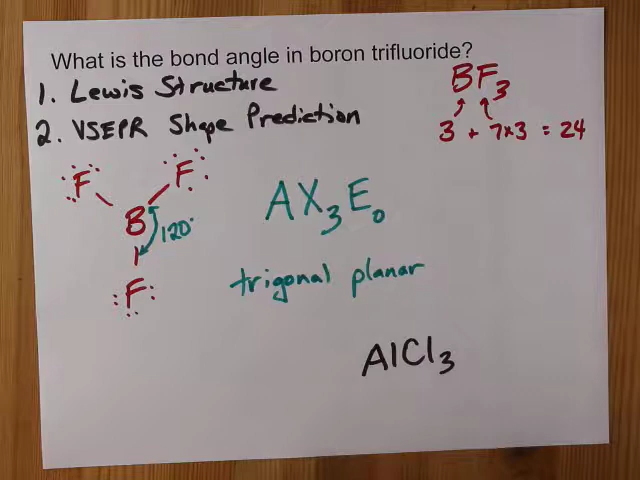 What is the bond angle in boron trifluoride?
1. Lewis Structure
BF3
2. VSEPR Shape Prediction
3 + 7×3 = 24
F
F
AX3E0
B
120°
F
trigonal planar
AlCl3